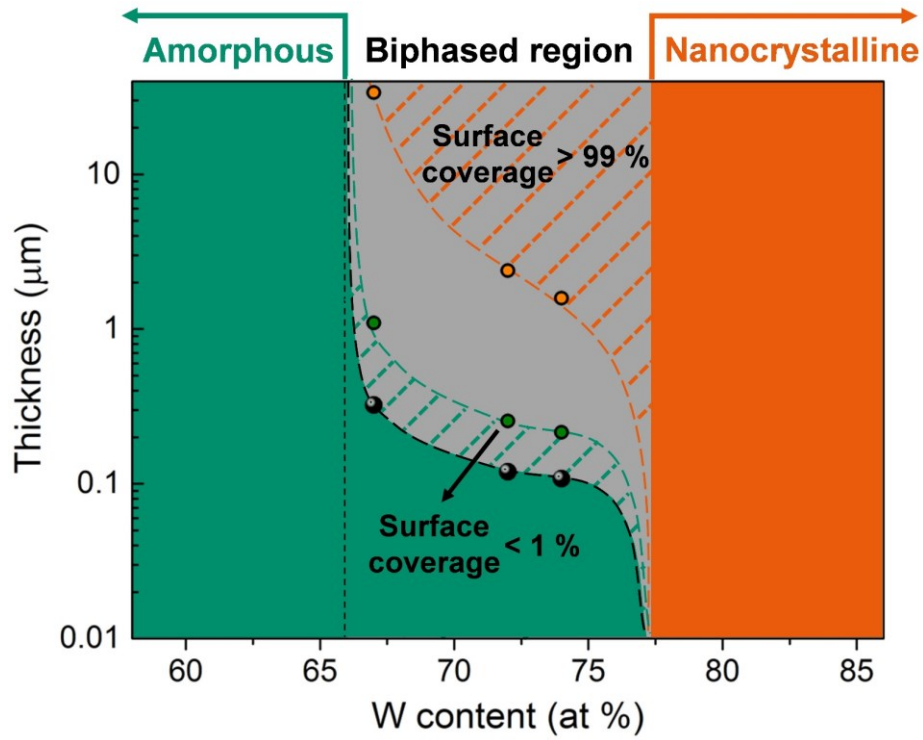 Amorphous Biphased region Nanocrystalline
Surface
coverage > 99 %
10
1
0.1
0.01
Thickness (μm)
Surface
coverage < 1 %
60 65 70 75 80 85
W content (at %)